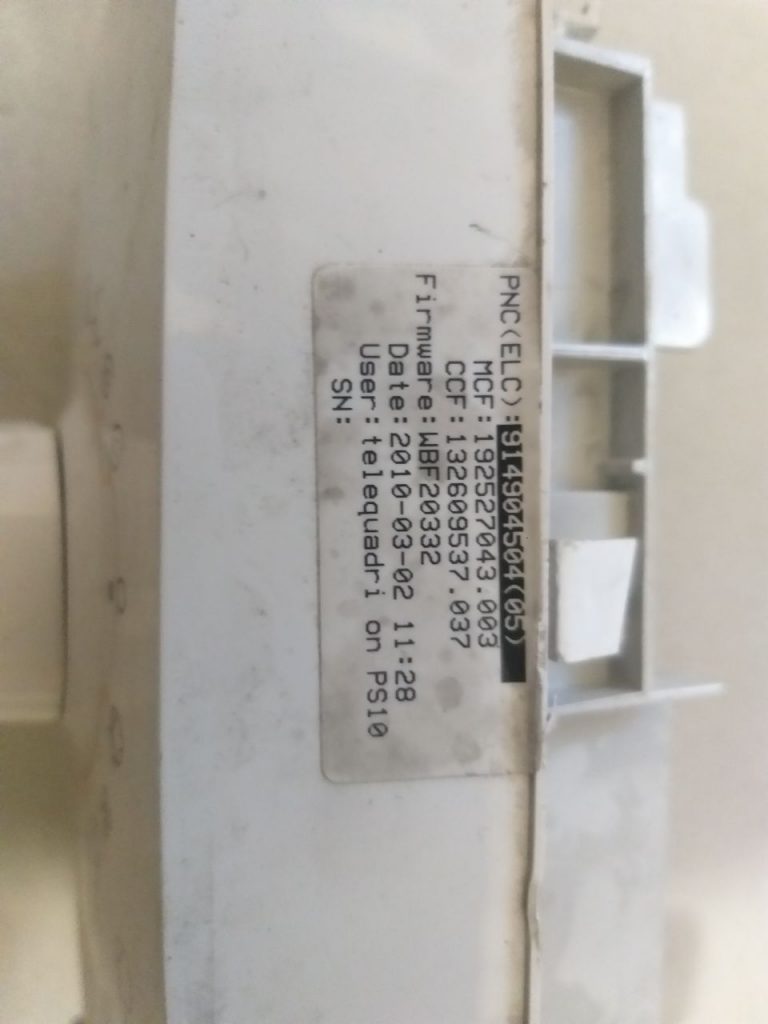 PNC(ELC):914904504(05)
MCF:192527043.003
CCF:132609537.037
Firmware:WBF20332
Date:2010-03-02 11:28
User:telequadri on PS10
SN: